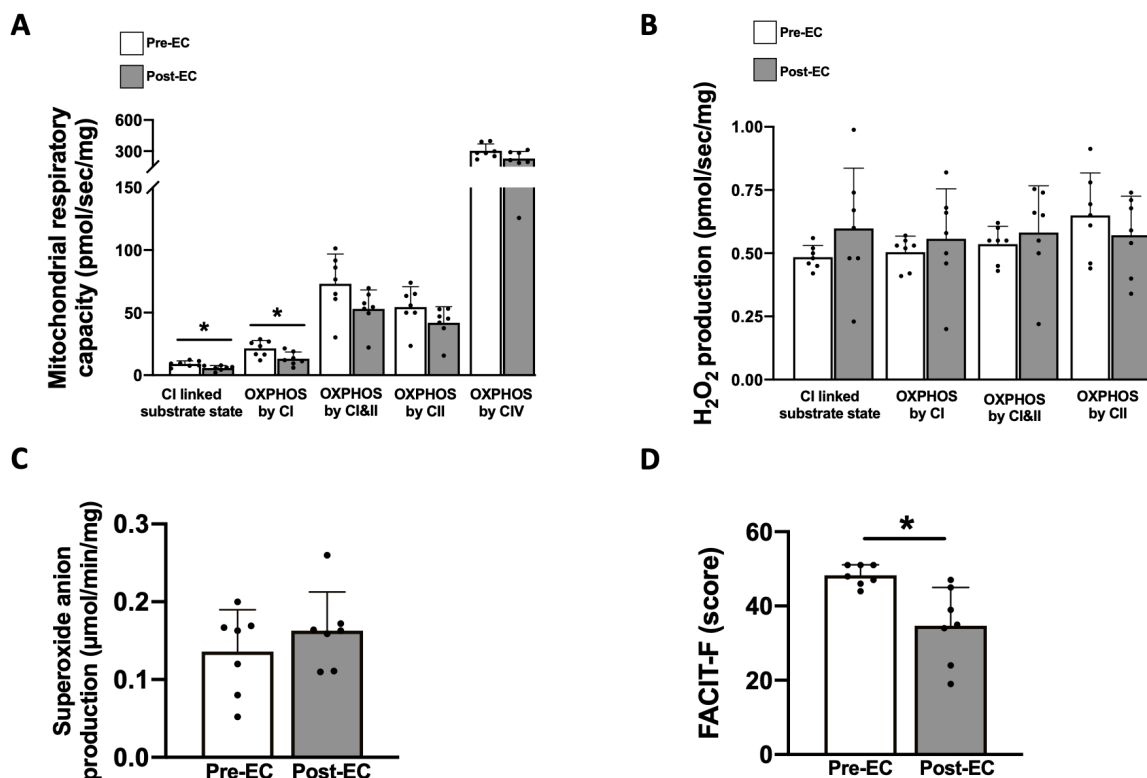 A
Pre-EC
Post-EC
Mitochondrial respiratory
capacity (pmol/sec/mg)
600
300
150
100
50
0
*
*
CI linked
substrate state
OXPHOS
by CI
OXPHOS
by CI&II
OXPHOS
by CII
OXPHOS
by CIV
B
Pre-EC
Post-EC
H₂O₂ production (pmol/sec/mg)
1.00
0.75
0.50
0.25
0.00
CI linked
substrate state
OXPHOS
by CI
OXPHOS
by CI&II
OXPHOS
by CII
C
Superoxide anion
production (µmol/min/mg)
0.3
0.2
0.1
0.0
Pre-EC
Post-EC
D
FACIT-F (score)
60
40
20
0
*
Pre-EC
Post-EC